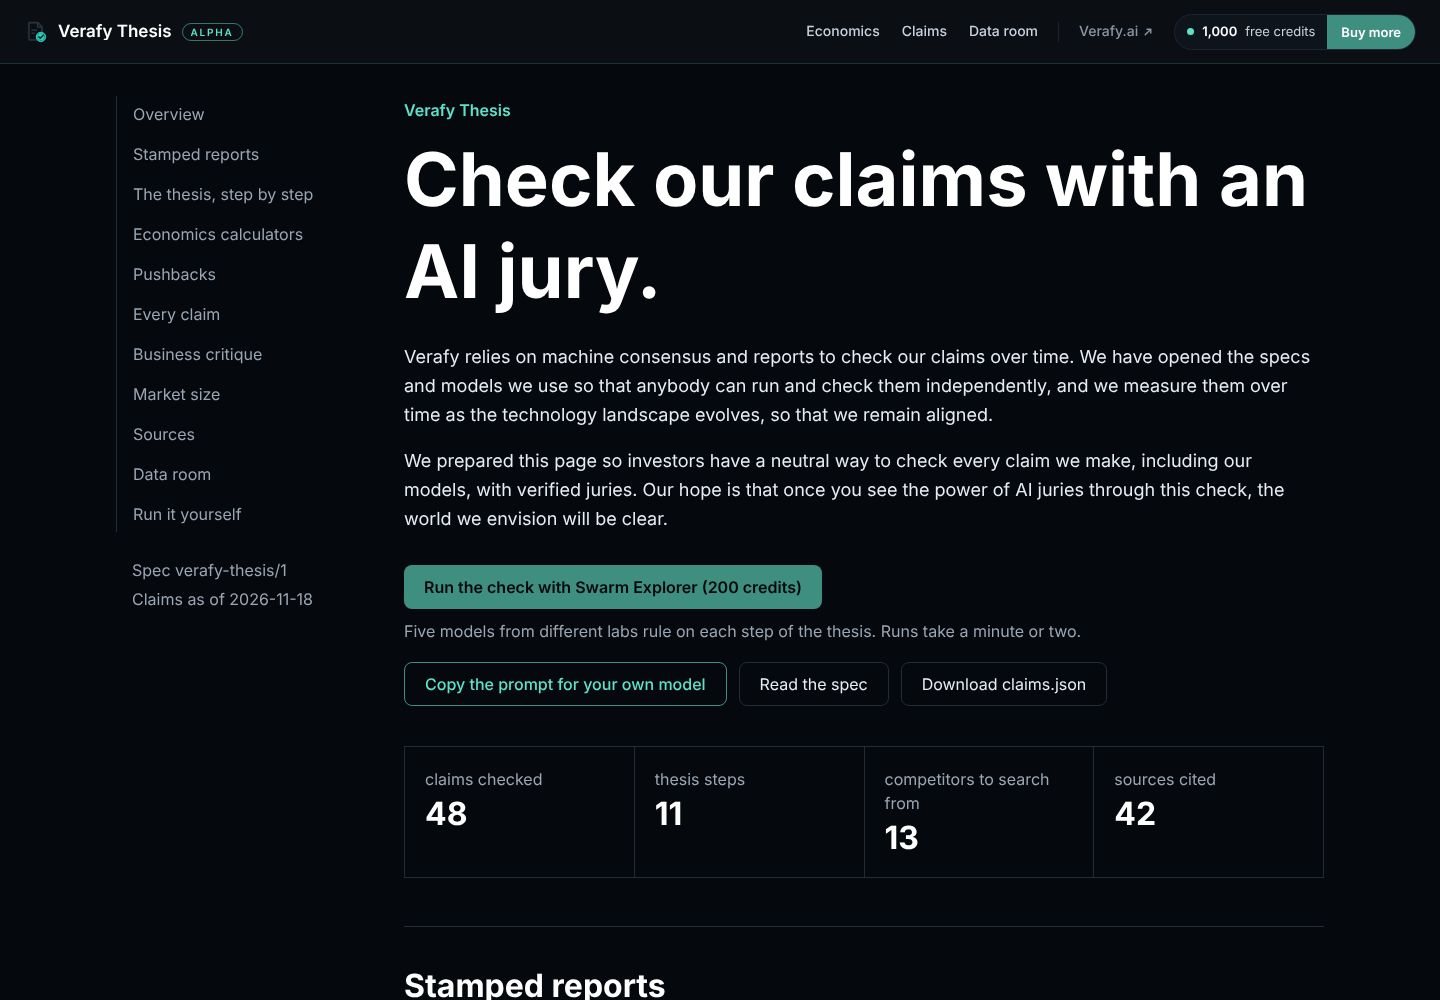 Verafy Thesis ALPHA
Economics Claims Data room Verafy.ai ↗ 1,000 free credits Buy more
Overview
Stamped reports
The thesis, step by step
Economics calculators
Pushbacks
Every claim
Business critique
Market size
Sources
Data room
Run it yourself
Spec verafy-thesis/1
Claims as of 2026-11-18
Verafy Thesis
Check our claims with an
AI jury.
Verafy relies on machine consensus and reports to check our claims over time. We have opened the specs
and models we use so that anybody can run and check them independently, and we measure them over
time as the technology landscape evolves, so that we remain aligned.
We prepared this page so investors have a neutral way to check every claim we make, including our
models, with verified juries. Our hope is that once you see the power of AI juries through this check, the
world we envision will be clear.
Run the check with Swarm Explorer (200 credits)
Five models from different labs rule on each step of the thesis. Runs take a minute or two.
Copy the prompt for your own model
Read the spec
Download claims.json
claims checked
48
thesis steps
11
competitors to search
from
13
sources cited
42
Stamped reports